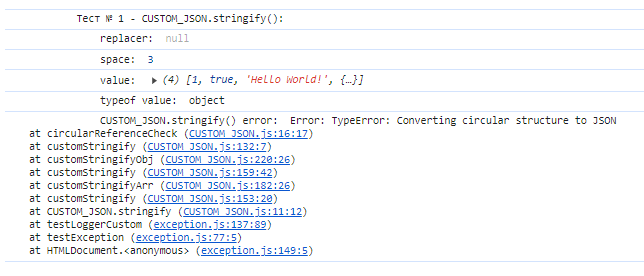 Тест № 1 - CUSTOM_JSON.stringify():
replacer: null
space: 3
value: ▶ (4) [1, true, 'Hello World!', {…}]
typeof value: object
CUSTOM_JSON.stringify() error: Error: TypeError: Converting circular structure to JSON
at circularReferenceCheck (CUSTOM_JSON.js:16:17)
at customStringify (CUSTOM_JSON.js:132:7)
at customStringifyObj (CUSTOM_JSON.js:220:26)
at customStringify (CUSTOM_JSON.js:159:42)
at customStringifyArr (CUSTOM_JSON.js:182:26)
at customStringify (CUSTOM_JSON.js:153:20)
at CUSTOM_JSON.stringify (CUSTOM_JSON.js:11:12)
at testLoggerCustom (exception.js:137:89)
at testException (exception.js:77:5)
at HTMLDocument.<anonymous> (exception.js:149:5)